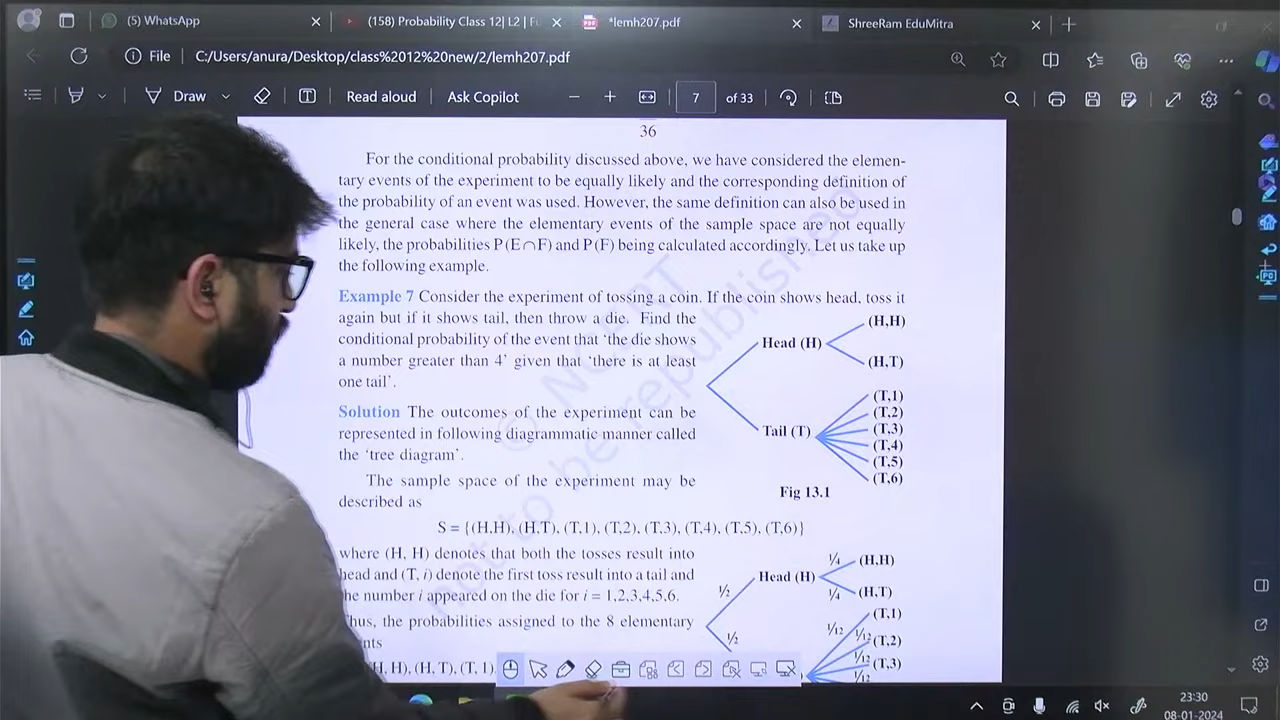 (5) WhatsApp
(158) Probability Class 12| L2 | Fu
*lemh207.pdf
ShreeRam EduMitra
File C:/Users/anura/Desktop/class%2012%20new/2/lemh207.pdf
Draw
Read aloud
Ask Copilot
7 of 33
36
For the conditional probability discussed above, we have considered the elemen-
tary events of the experiment to be equally likely and the corresponding definition of
the probability of an event was used. However, the same definition can also be used in
the general case where the elementary events of the sample space are not equally
likely, the probabilities P(E∩F) and P(F) being calculated accordingly. Let us take up
the following example.
Example 7 Consider the experiment of tossing a coin. If the coin shows head, toss it
again but if it shows tail, then throw a die. Find the
conditional probability of the event that ‘the die shows
a number greater than 4’ given that ‘there is at least
one tail’.
Solution The outcomes of the experiment can be
represented in following diagrammatic manner called
the ‘tree diagram’.
The sample space of the experiment may be
described as
Head (H)
(H,H)
(H,T)
Tail (T)
(T,1)
(T,2)
(T,3)
(T,4)
(T,5)
(T,6)
Fig 13.1
S = {(H,H), (H,T), (T,1), (T,2), (T,3), (T,4), (T,5), (T,6)}
where (H, H) denotes that both the tosses result into
head and (T, i) denote the first toss result into a tail and
the number i appeared on the die for i = 1,2,3,4,5,6.
Thus, the probabilities assigned to the 8 elementary
H, H), (H, T), (T, 1)
½
½
Head (H)
¼ (H,H)
¼ (H,T)
1/12 (T,1)
1/12 (T,2)
1/12 (T,3)
1/12
© NCERT
not to be republished
23:30
08-01-2024